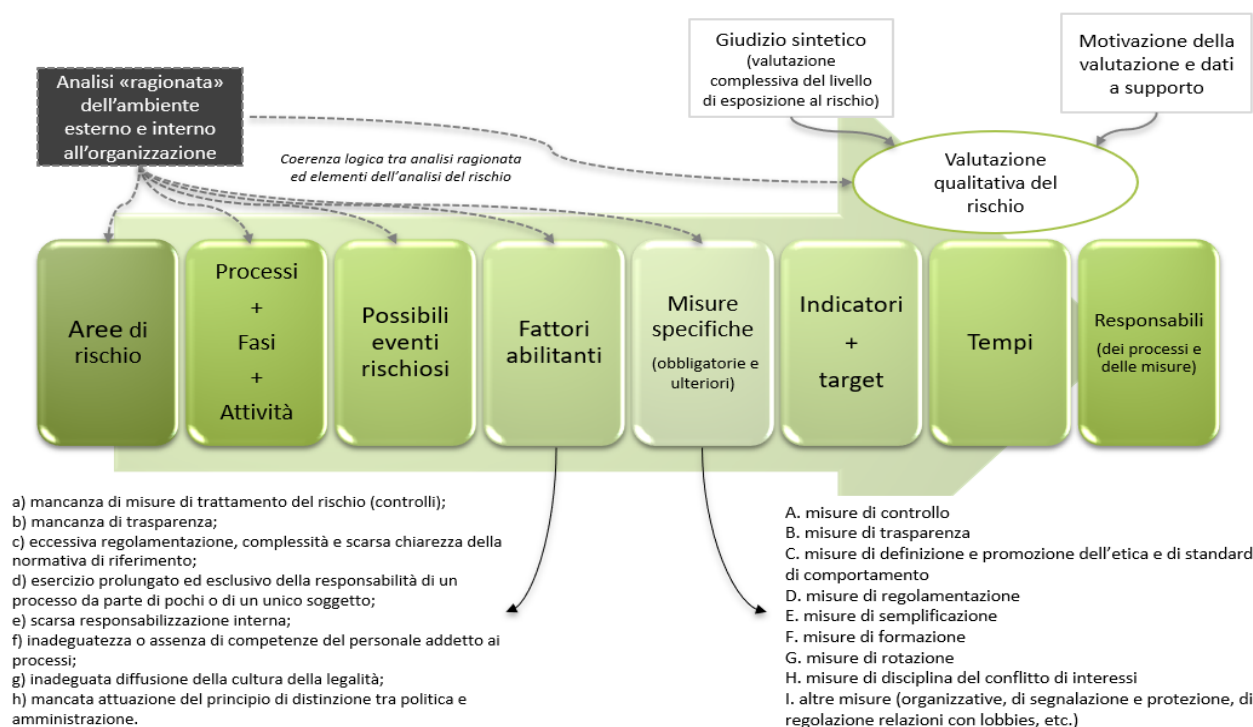 Giudizio sintetico
(valutazione
complessiva del livello
di esposizione al rischio)
Motivazione della
valutazione e dati
a supporto
Analisi «ragionata»
dell’ambiente
esterno e interno
all’organizzazione
Coerenza logica tra analisi ragionata
ed elementi dell’analisi del rischio
Valutazione
qualitativa del
rischio
Aree di
rischio
Processi
+
Fasi
+
Attività
Possibili
eventi
rischiosi
Fattori
abilitanti
Misure
specifiche
(obbligatorie e
ulteriori)
Indicatori
+
target
Tempi
Responsabili
(dei processi e
delle misure)
a) mancanza di misure di trattamento del rischio (controlli);
b) mancanza di trasparenza;
c) eccessiva regolamentazione, complessità e scarsa chiarezza della
normativa di riferimento;
d) esercizio prolungato ed esclusivo della responsabilità di un
processo da parte di pochi o di un unico soggetto;
e) scarsa responsabilizzazione interna;
f) inadeguatezza o assenza di competenze del personale addetto ai
processi;
g) inadeguata diffusione della cultura della legalità;
h) mancata attuazione del principio di distinzione tra politica e
amministrazione.
A. misure di controllo
B. misure di trasparenza
C. misure di definizione e promozione dell’etica e di standard
di comportamento
D. misure di regolamentazione
E. misure di semplificazione
F. misure di formazione
G. misure di rotazione
H. misure di disciplina del conflitto di interessi
I. altre misure (organizzative, di segnalazione e protezione, di
regolazione relazioni con lobbies, etc.)